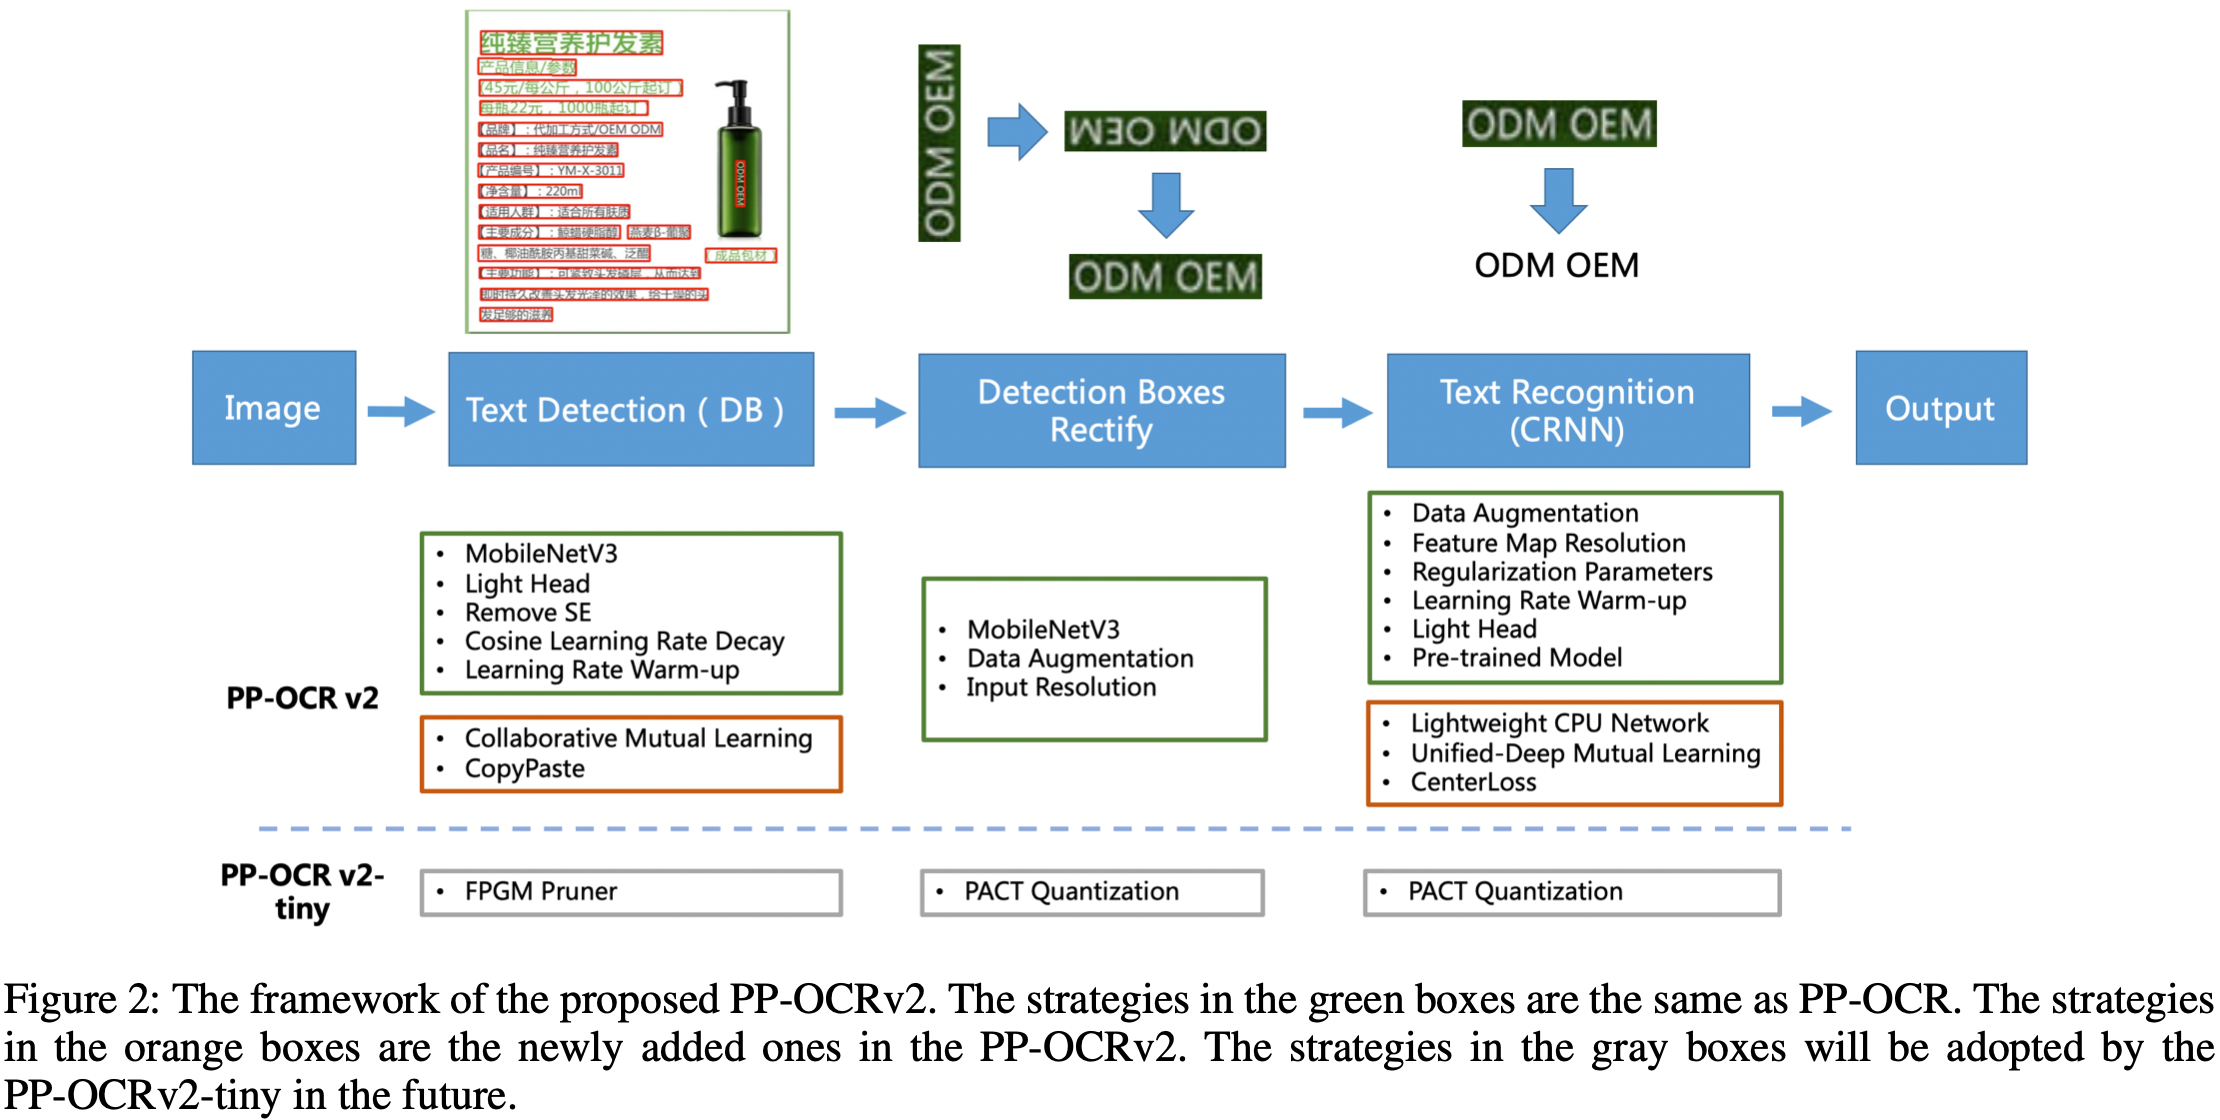 纯臻营养护发素
产品信息/参数
(45元/每公斤，100公斤起订)
每瓶22元，1000瓶起订)
【品牌】：代加工方式/OEM ODM
【品名】：纯臻营养护发素
【产品编号】：YM-X-3011
【净含量】：220ml
【适用人群】：适合所有肤质
【主要成分】：鲸蜡硬脂醇 燕麦β-葡聚
糖、椰油酰胺丙基甜菜碱、泛醌
【主要功能】：可紧致头发磷层，从而达到
即时持久改善头发光泽的效果，给干燥的头
发足够的滋养
ODM OEM
(成品包材)
ODM OEM
ODM OEM
ODM OEM
ODM OEM
ODM OEM
Image
Text Detection ( DB )
Detection Boxes
Rectify
Text Recognition
(CRNN)
Output
PP-OCR v2
• MobileNetV3
• Light Head
• Remove SE
• Cosine Learning Rate Decay
• Learning Rate Warm-up
• Collaborative Mutual Learning
• CopyPaste
• MobileNetV3
• Data Augmentation
• Input Resolution
• Data Augmentation
• Feature Map Resolution
• Regularization Parameters
• Learning Rate Warm-up
• Light Head
• Pre-trained Model
• Lightweight CPU Network
• Unified-Deep Mutual Learning
• CenterLoss
PP-OCR v2-
tiny
• FPGM Pruner
• PACT Quantization
• PACT Quantization
Figure 2: The framework of the proposed PP-OCRv2. The strategies in the green boxes are the same as PP-OCR. The strategies
in the orange boxes are the newly added ones in the PP-OCRv2. The strategies in the gray boxes will be adopted by the
PP-OCRv2-tiny in the future.